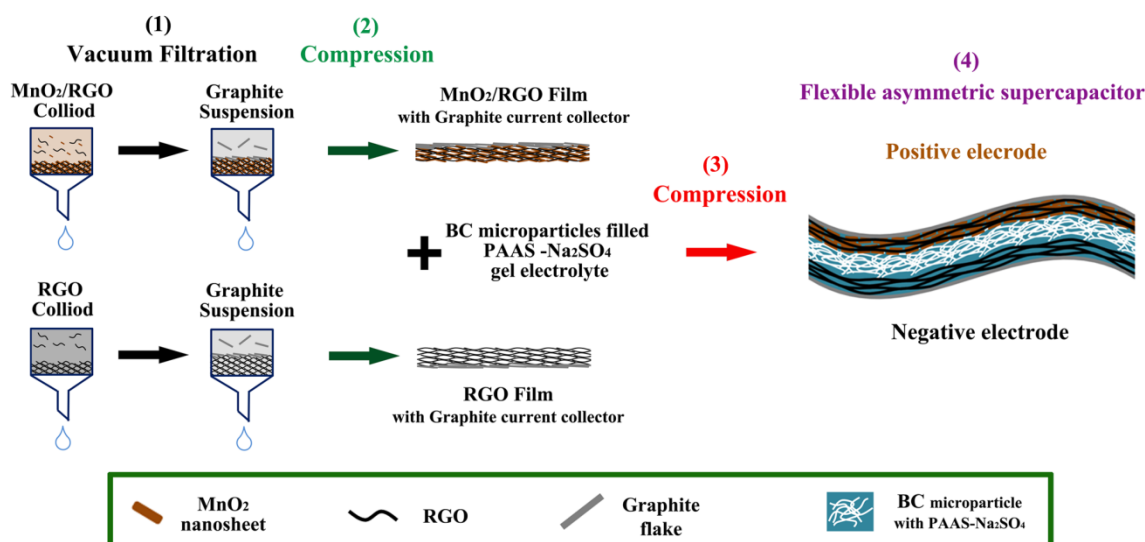 (1)
Vacuum Filtration
(2)
Compression
MnO₂/RGO
Colliod
Graphite
Suspension
MnO₂/RGO Film
with Graphite current collector
BC microparticles filled
PAAS -Na₂SO₄
gel electrolyte
RGO
Colliod
Graphite
Suspension
RGO Film
with Graphite current collector
(3)
Compression
(4)
Flexible asymmetric supercapacitor
Positive elecrode
Negative electrode
MnO₂
nanosheet
RGO
Graphite
flake
BC microparticle
with PAAS-Na₂SO₄